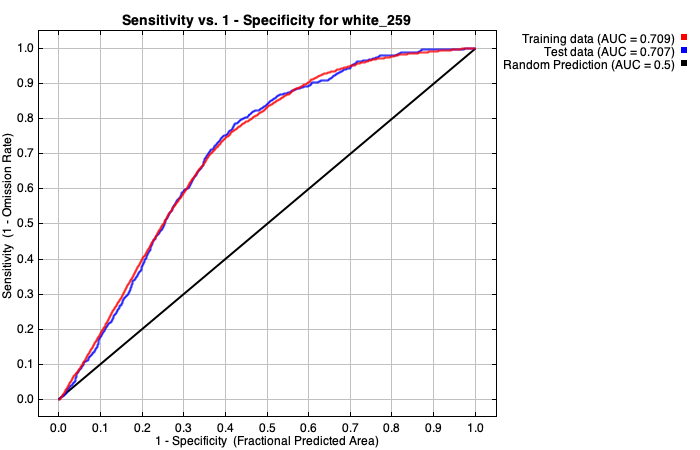 Sensitivity vs. 1 - Specificity for white_259
Training data (AUC = 0.709)
Test data (AUC = 0.707)
Random Prediction (AUC = 0.5)
Sensitivity (1 - Omission Rate)
1.0
0.9
0.8
0.7
0.6
0.5
0.4
0.3
0.2
0.1
0.0
0.0 0.1 0.2 0.3 0.4 0.5 0.6 0.7 0.8 0.9 1.0
1 - Specificity (Fractional Predicted Area)